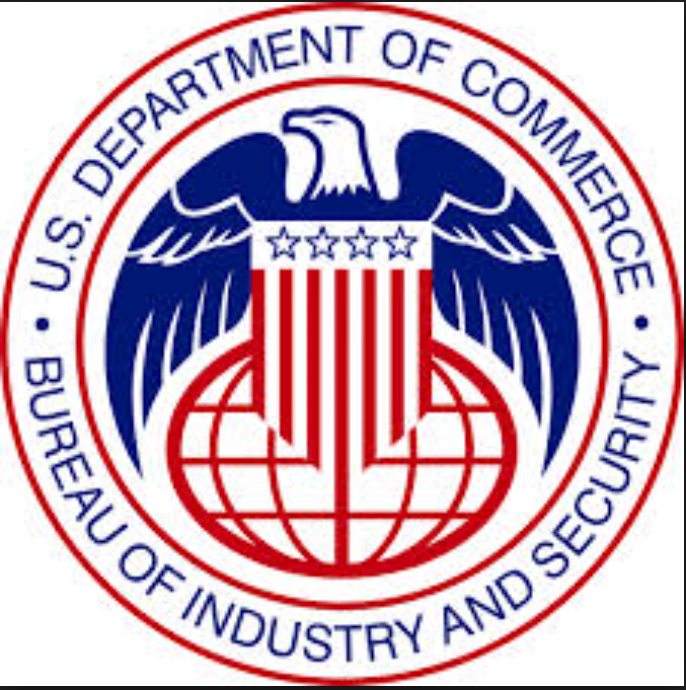 U.S. DEPARTMENT OF COMMERCE
BUREAU OF INDUSTRY AND SECURITY